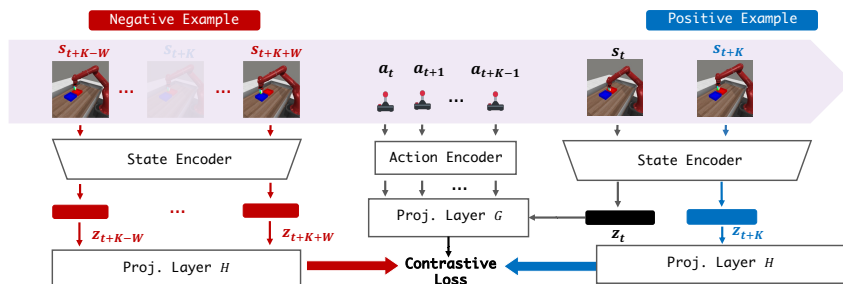 Negative Example
Positive Example
s_{t+K-W}
s_{t+K}
s_{t+K+W}
a_t
a_{t+1}
a_{t+K-1}
s_t
s_{t+K}
...
...
...
State Encoder
Action Encoder
State Encoder
...
...
Proj. Layer G
z_{t+K-W}
z_{t+K+W}
z_t
z_{t+K}
Proj. Layer H
Contrastive
Loss
Proj. Layer H